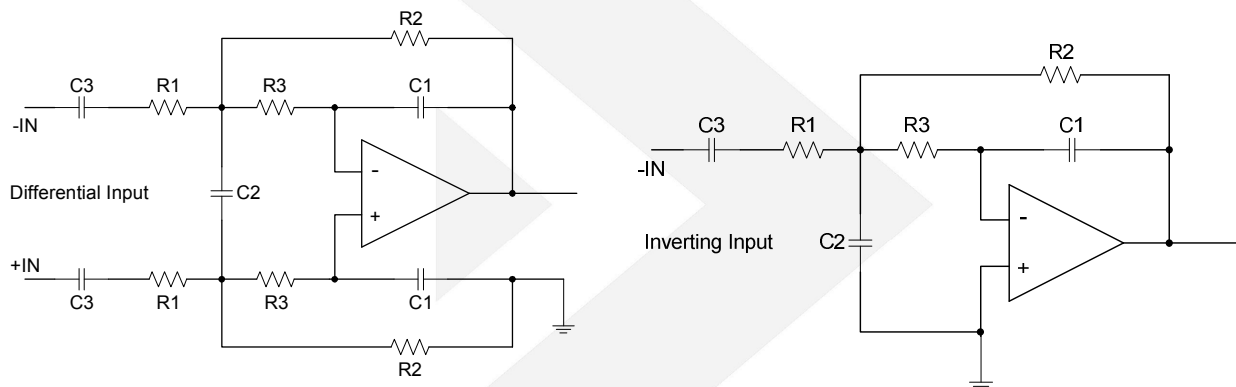 R2
C3
R1
R3
C1
-IN
-
Differential Input
C2
+
+IN
C3
R1
R3
C1
R2
R2
C3
R1
R3
C1
-IN
-
Inverting Input
C2
+